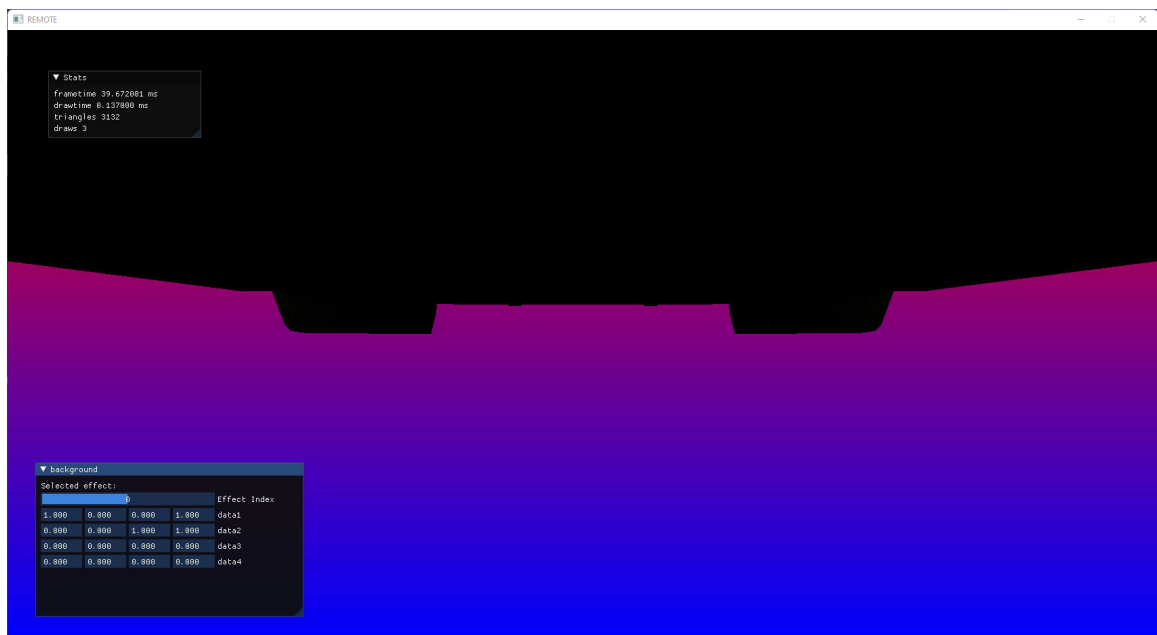 REMOTE
Stats
frametime 39.672001 ms
drawtime 0.137000 ms
triangles 3132
draws 3
background
Selected effect:
0 Effect Index
1.000 0.000 0.000 1.000 data1
0.000 0.000 1.000 1.000 data2
0.000 0.000 0.000 0.000 data3
0.000 0.000 0.000 0.000 data4